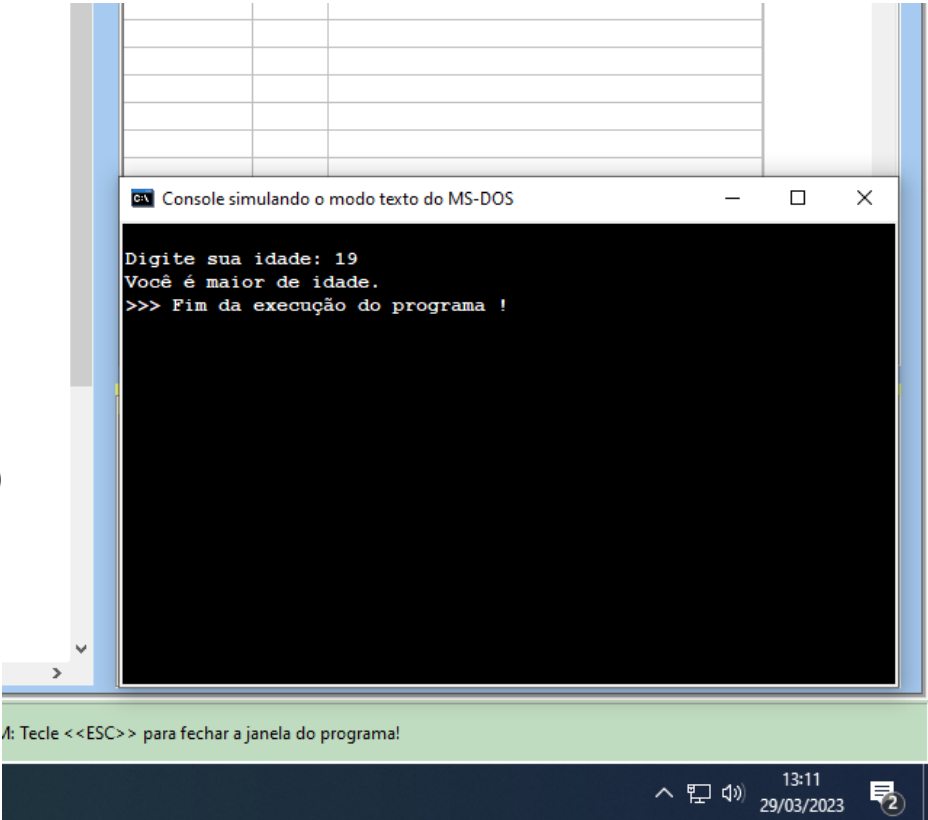 Console simulando o modo texto do MS-DOS
Digite sua idade: 19
Você é maior de idade.
>>> Fim da execução do programa !
Tecle <<ESC>> para fechar a janela do programa!
13:11
29/03/2023
2